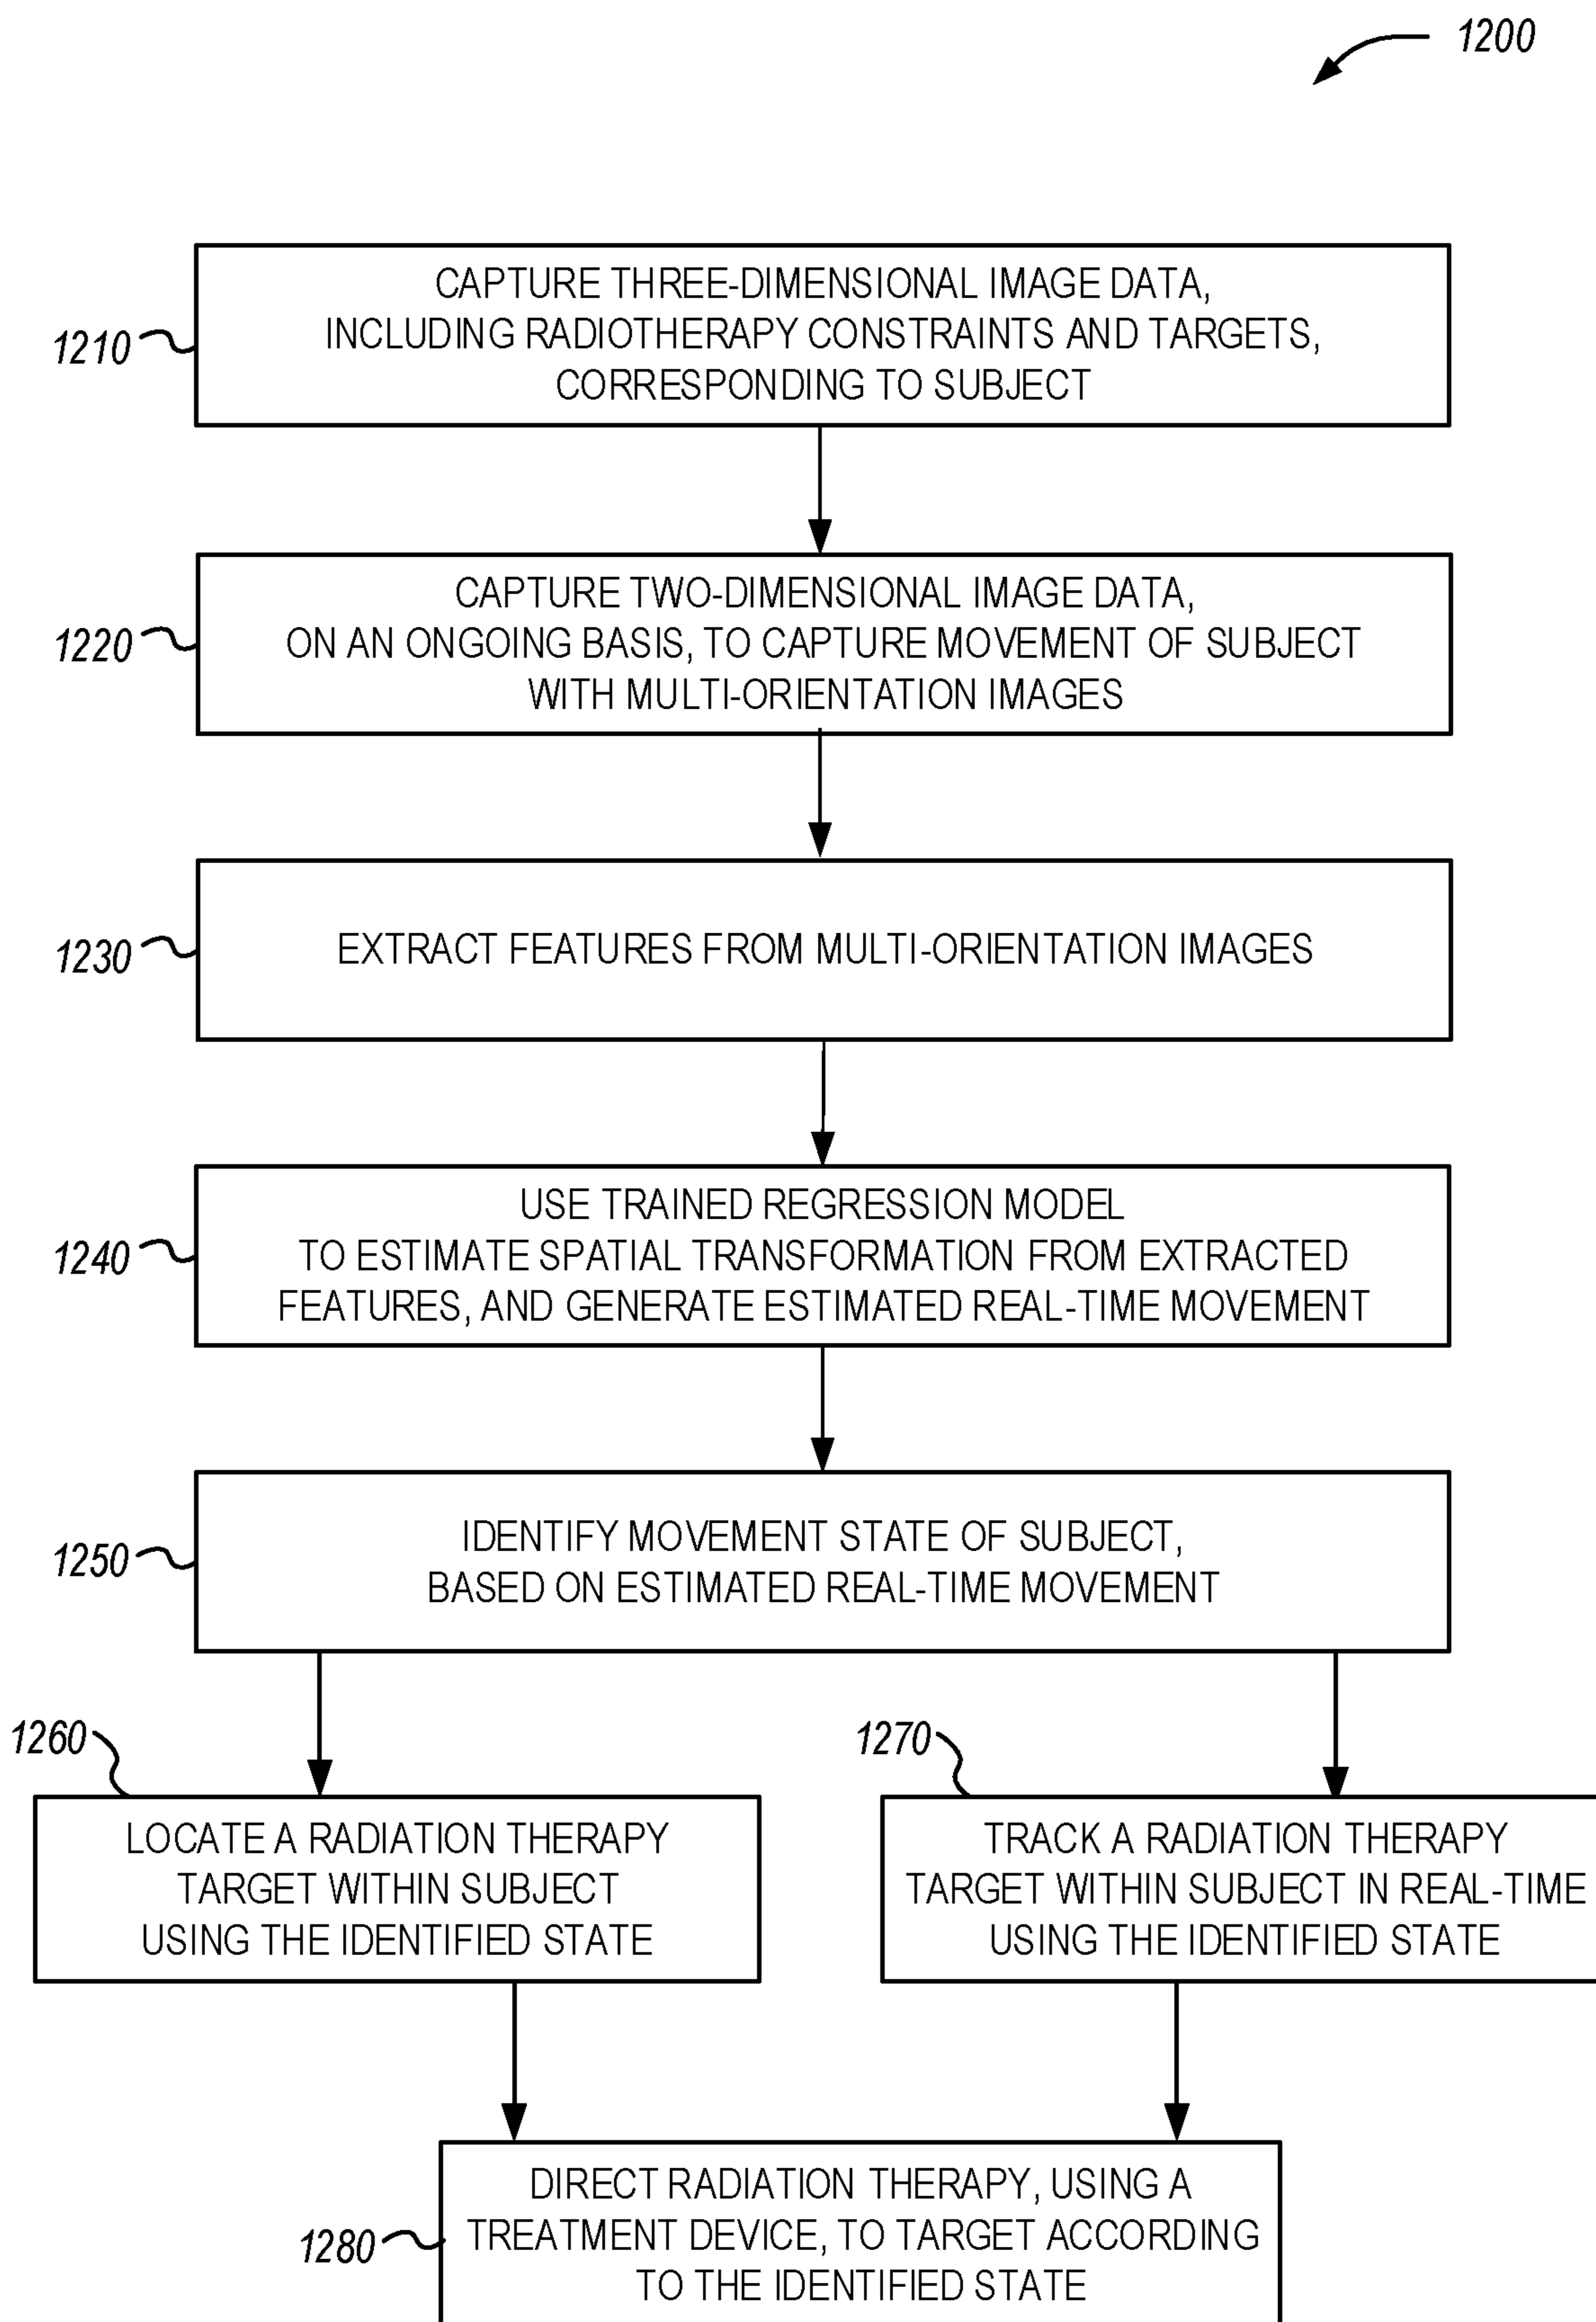 1200
1210
CAPTURE THREE-DIMENSIONAL IMAGE DATA,
INCLUDING RADIOTHERAPY CONSTRAINTS AND TARGETS,
CORRESPONDING TO SUBJECT
1220
CAPTURE TWO-DIMENSIONAL IMAGE DATA,
ON AN ONGOING BASIS, TO CAPTURE MOVEMENT OF SUBJECT
WITH MULTI-ORIENTATION IMAGES
1230
EXTRACT FEATURES FROM MULTI-ORIENTATION IMAGES
1240
USE TRAINED REGRESSION MODEL
TO ESTIMATE SPATIAL TRANSFORMATION FROM EXTRACTED
FEATURES, AND GENERATE ESTIMATED REAL-TIME MOVEMENT
1250
IDENTIFY MOVEMENT STATE OF SUBJECT,
BASED ON ESTIMATED REAL-TIME MOVEMENT
1260
LOCATE A RADIATION THERAPY
TARGET WITHIN SUBJECT
USING THE IDENTIFIED STATE
1270
TRACK A RADIATION THERAPY
TARGET WITHIN SUBJECT IN REAL-TIME
USING THE IDENTIFIED STATE
1280
DIRECT RADIATION THERAPY, USING A
TREATMENT DEVICE, TO TARGET ACCORDING
TO THE IDENTIFIED STATE